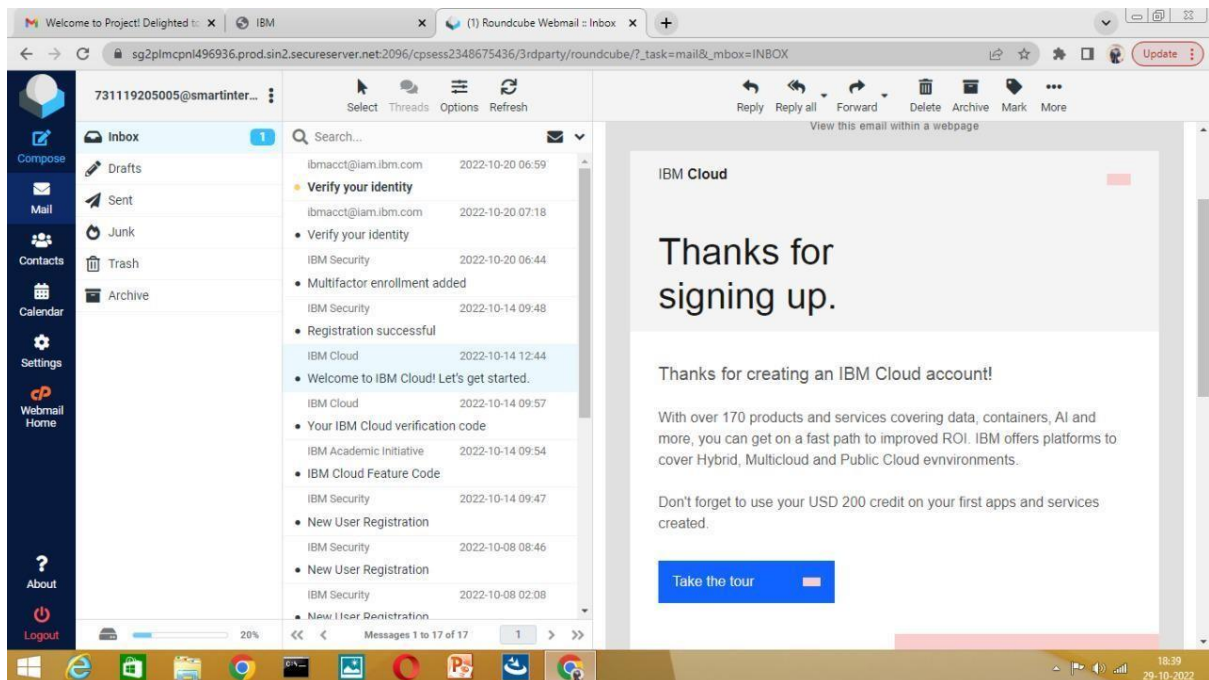 Welcome to Project! Delighted to
IBM
(1) Roundcube Webmail :: Inbox
sg2plmcpnl496936.prod.sin2.secureserver.net:2096/cpsess2348675436/3rdparty/roundcube/?_task=mail&_mbox=INBOX
Update
731119205005@smartinter...
Select Threads Options Refresh
Reply Reply all Forward Delete Archive Mark More
Compose
Mail
Contacts
Calendar
Settings
Webmail
Home
About
Logout
Inbox 1
Drafts
Sent
Junk
Trash
Archive
20%
Search...
ibmacct@iam.ibm.com 2022-10-20 06:59
Verify your identity
ibmacct@iam.ibm.com 2022-10-20 07:18
Verify your identity
IBM Security 2022-10-20 06:44
Multifactor enrollment added
IBM Security 2022-10-14 09:48
Registration successful
IBM Cloud 2022-10-14 12:44
Welcome to IBM Cloud! Let's get started.
IBM Cloud 2022-10-14 09:57
Your IBM Cloud verification code
IBM Academic Initiative 2022-10-14 09:54
IBM Cloud Feature Code
IBM Security 2022-10-14 09:47
New User Registration
IBM Security 2022-10-08 08:46
New User Registration
IBM Security 2022-10-08 02:08
New User Registration
Messages 1 to 17 of 17 1
View this email within a webpage
IBM Cloud
Thanks for
signing up.
Thanks for creating an IBM Cloud account!
With over 170 products and services covering data, containers, AI and
more, you can get on a fast path to improved ROI. IBM offers platforms to
cover Hybrid, Multicloud and Public Cloud evnvironments.
Don't forget to use your USD 200 credit on your first apps and services
created.
Take the tour
18:39
29-10-2022